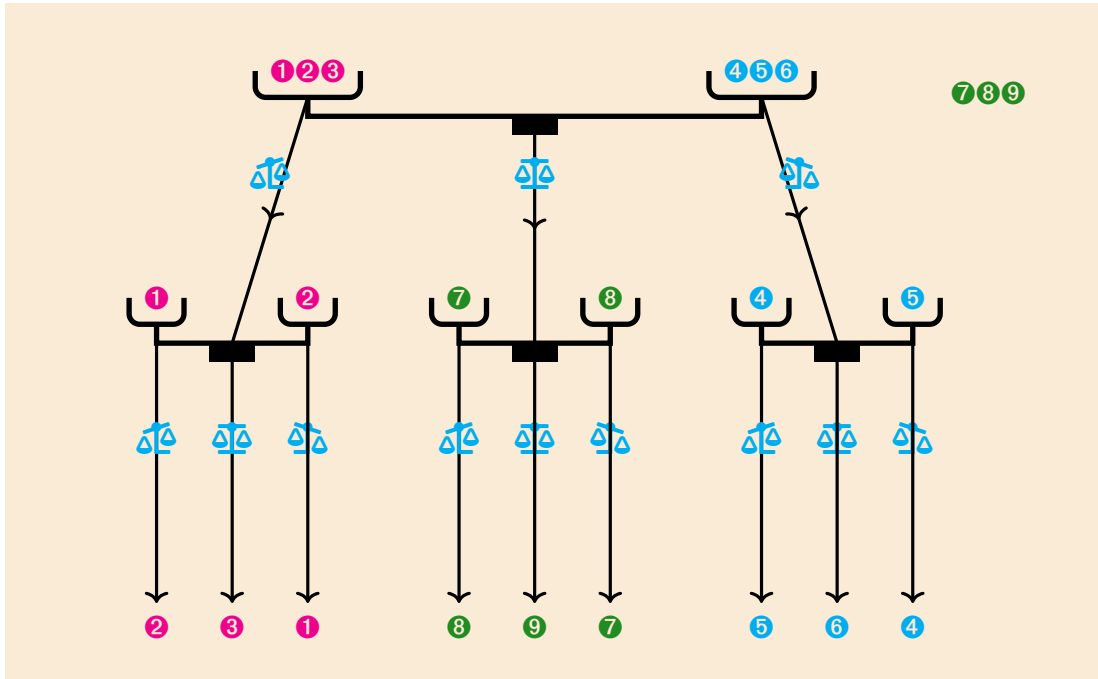 ❶❷❸ ❹❺❻ ❼❽❾
❶ ❷ ❼ ❽ ❹ ❺
❷ ❸ ❶ ❽ ❾ ❼ ❺ ❻ ❹